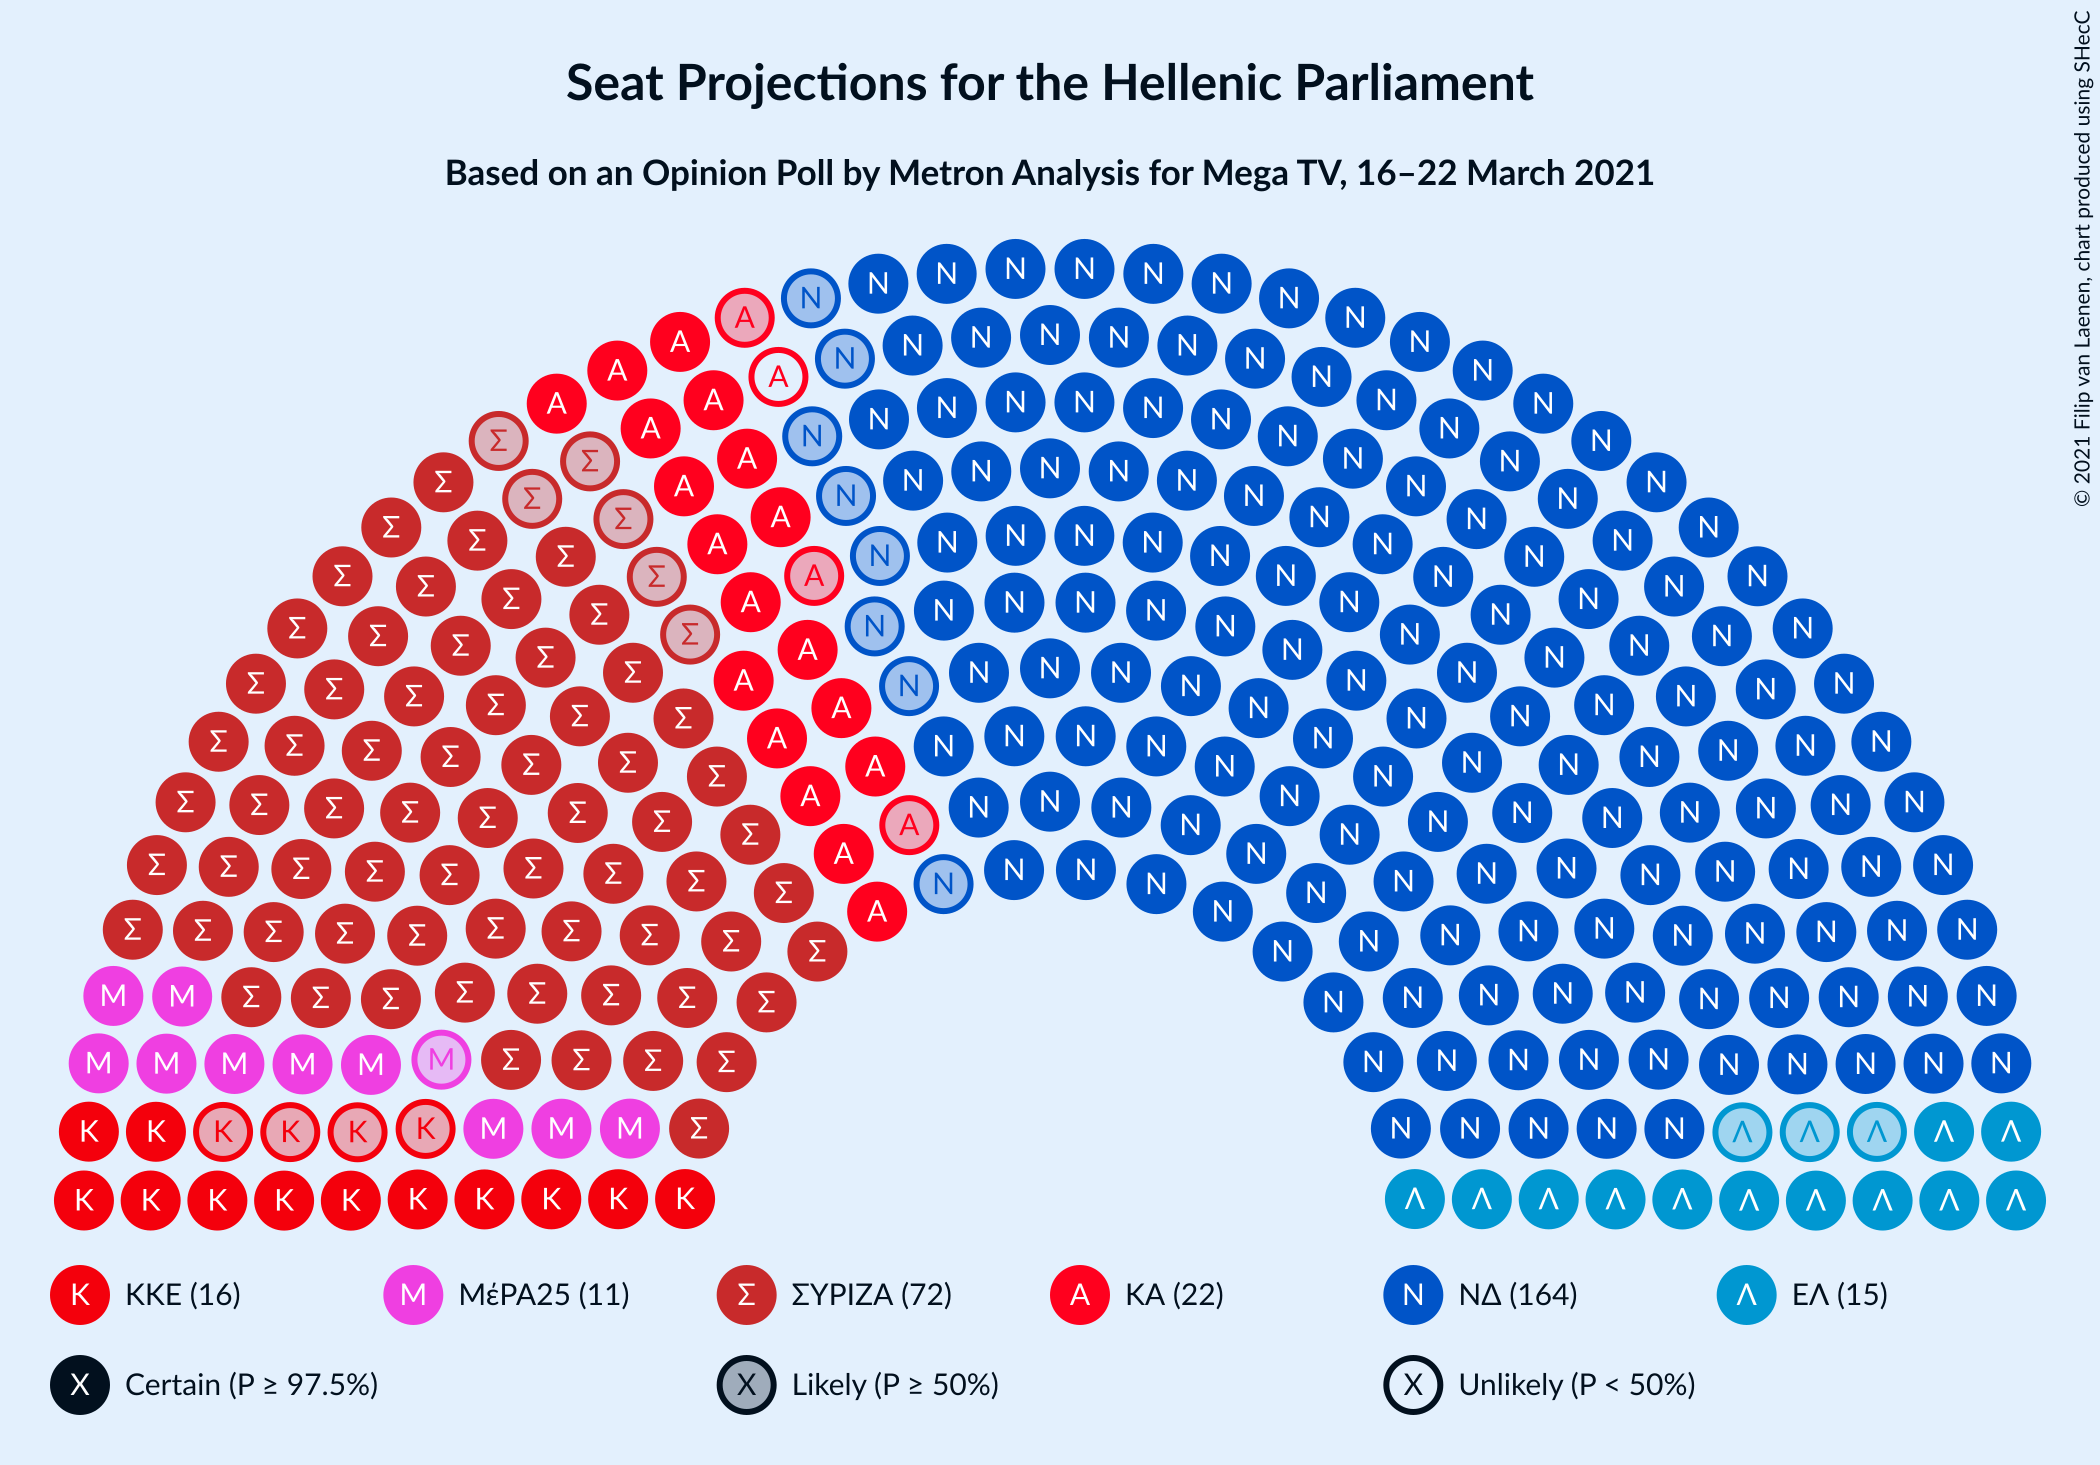 Seat Projections for the Hellenic Parliament
Based on an Opinion Poll by Metron Analysis for Mega TV, 16–22 March 2021
© 2021 Filip van Laenen, chart produced using SHecC
Κ ΚΚΕ (16) Μ ΜέΡΑ25 (11) Σ ΣΥΡΙΖΑ (72) Α ΚΑ (22) Ν ΝΔ (164) Λ ΕΛ (15)
X Certain (P ≥ 97.5%) X Likely (P ≥ 50%) X Unlikely (P < 50%)